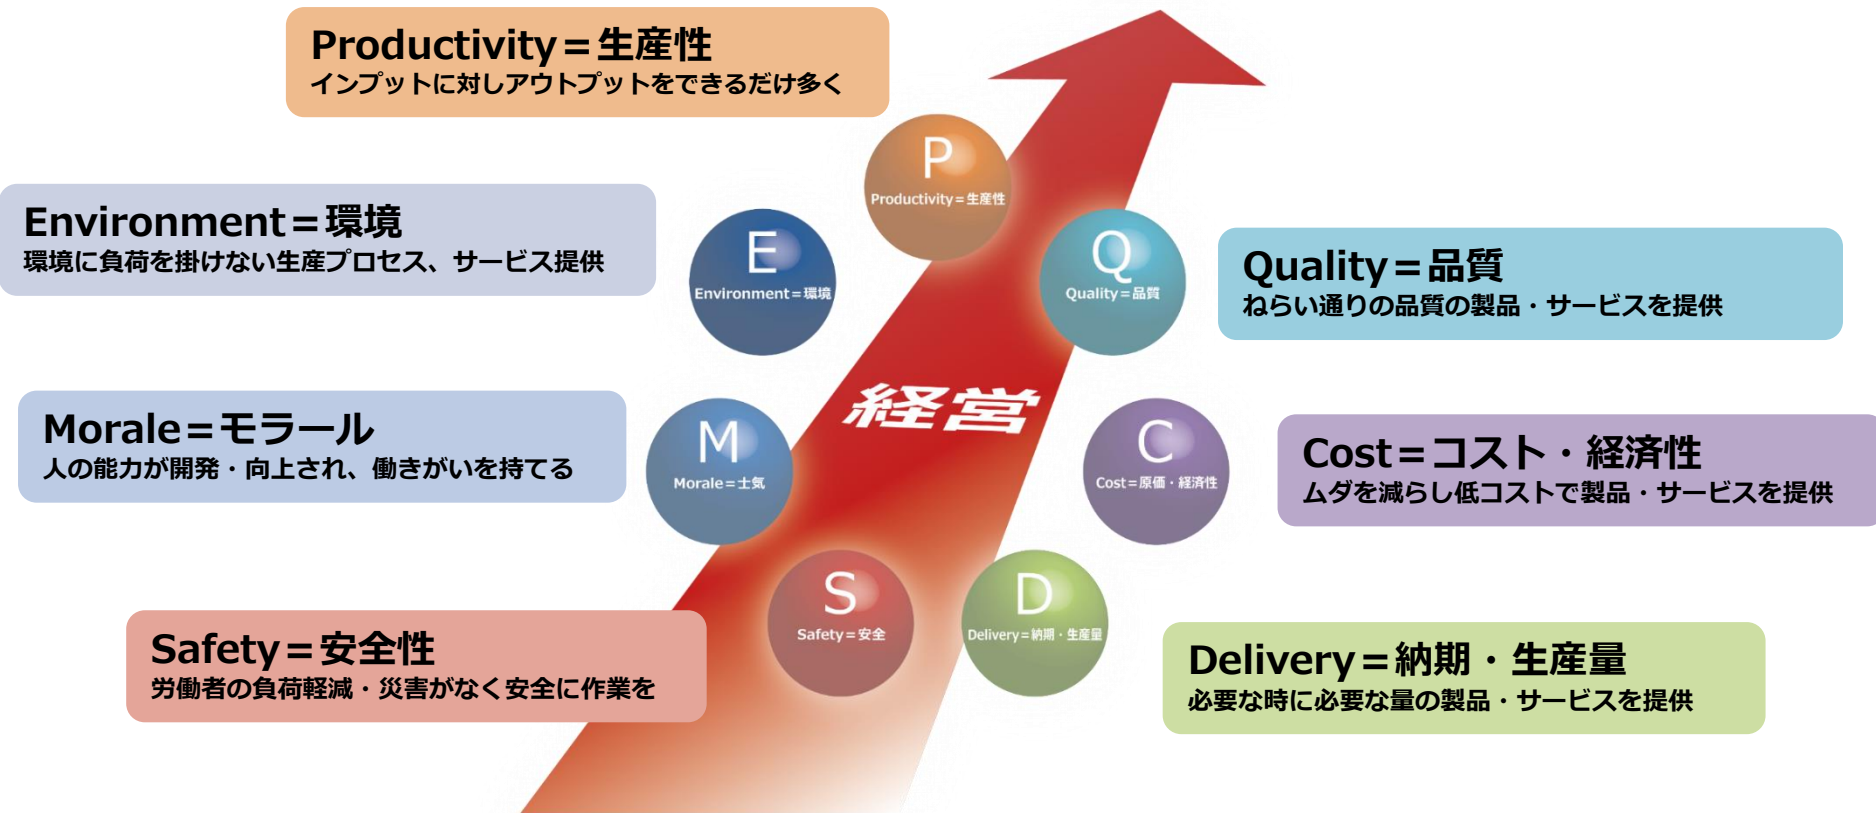 Productivity=生産性
インプットに対しアウトプットをできるだけ多く
P
Productivity=生産性
Environment=環境
環境に負荷を掛けない生産プロセス、サービス提供
E
Environment=環境
Q
Quality=品質
Quality=品質
ねらい通りの品質の製品・サービスを提供
経営
Morale=モラール
人の能力が開発・向上され、働きがいを持てる
M
Morale=士気
C
Cost=原価・経済性
Cost=コスト・経済性
ムダを減らし低コストで製品・サービスを提供
S
Safety=安全
D
Delivery=納期・生産量
Safety=安全性
労働者の負荷軽減・災害がなく安全に作業を
Delivery=納期・生産量
必要な時に必要な量の製品・サービスを提供